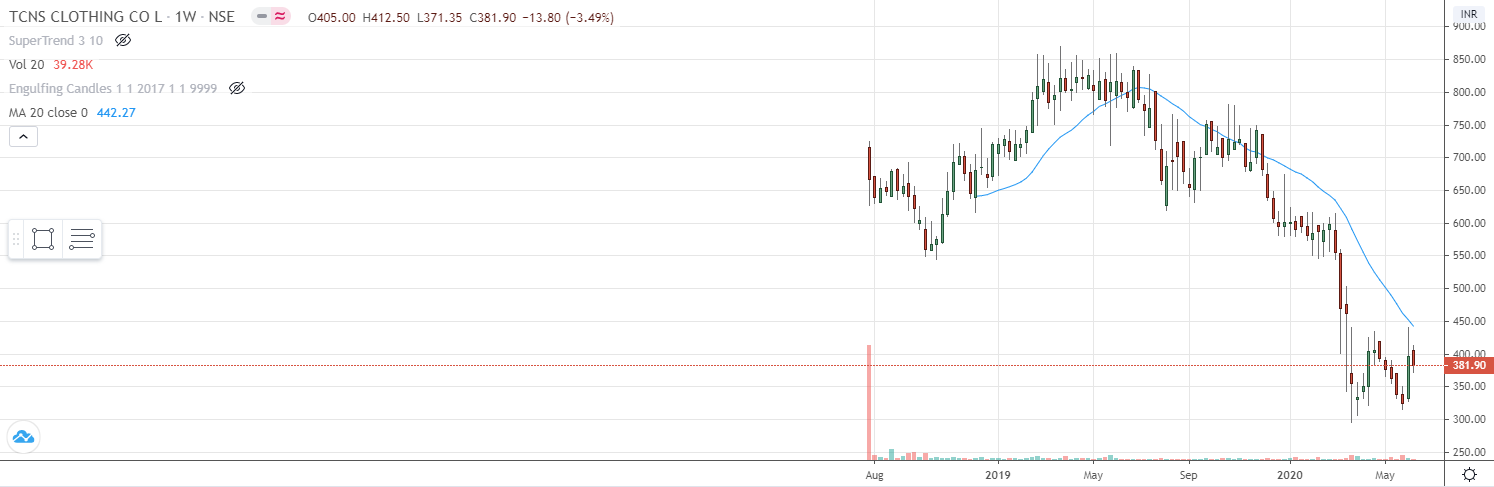 TCNS CLOTHING CO L · 1W · NSE O405.00 H412.50 L371.35 C381.90 −13.80 (−3.49%)
SuperTrend 3 10
Vol 20 39.28K
Engulfing Candles 1 1 2017 1 1 9999
MA 20 close 0 442.27
INR
900.00
850.00
800.00
750.00
700.00
650.00
600.00
550.00
500.00
450.00
400.00
381.90
350.00
300.00
250.00
Aug 2019 May Sep 2020 May